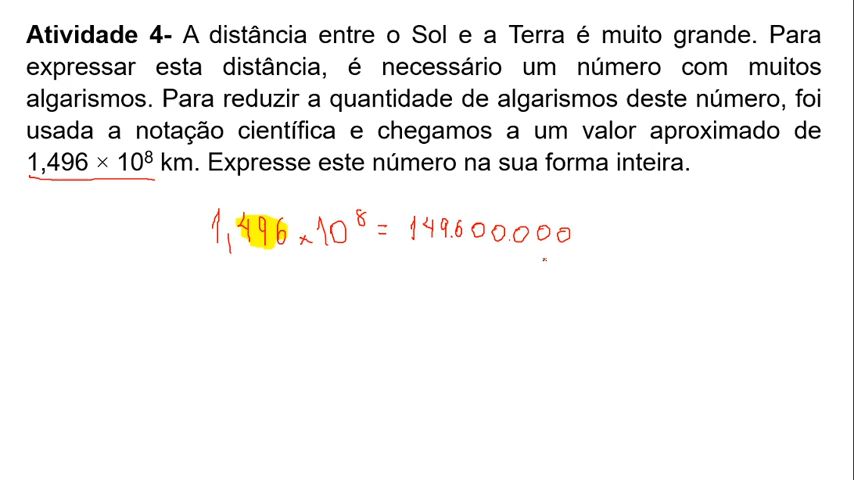 Atividade 4- A distância entre o Sol e a Terra é muito grande. Para
expressar esta distância, é necessário um número com muitos
algarismos. Para reduzir a quantidade de algarismos deste número, foi
usada a notação científica e chegamos a um valor aproximado de
1,496 × 10⁸ km. Expresse este número na sua forma inteira.
1,496 × 10⁸ = 149.600.000